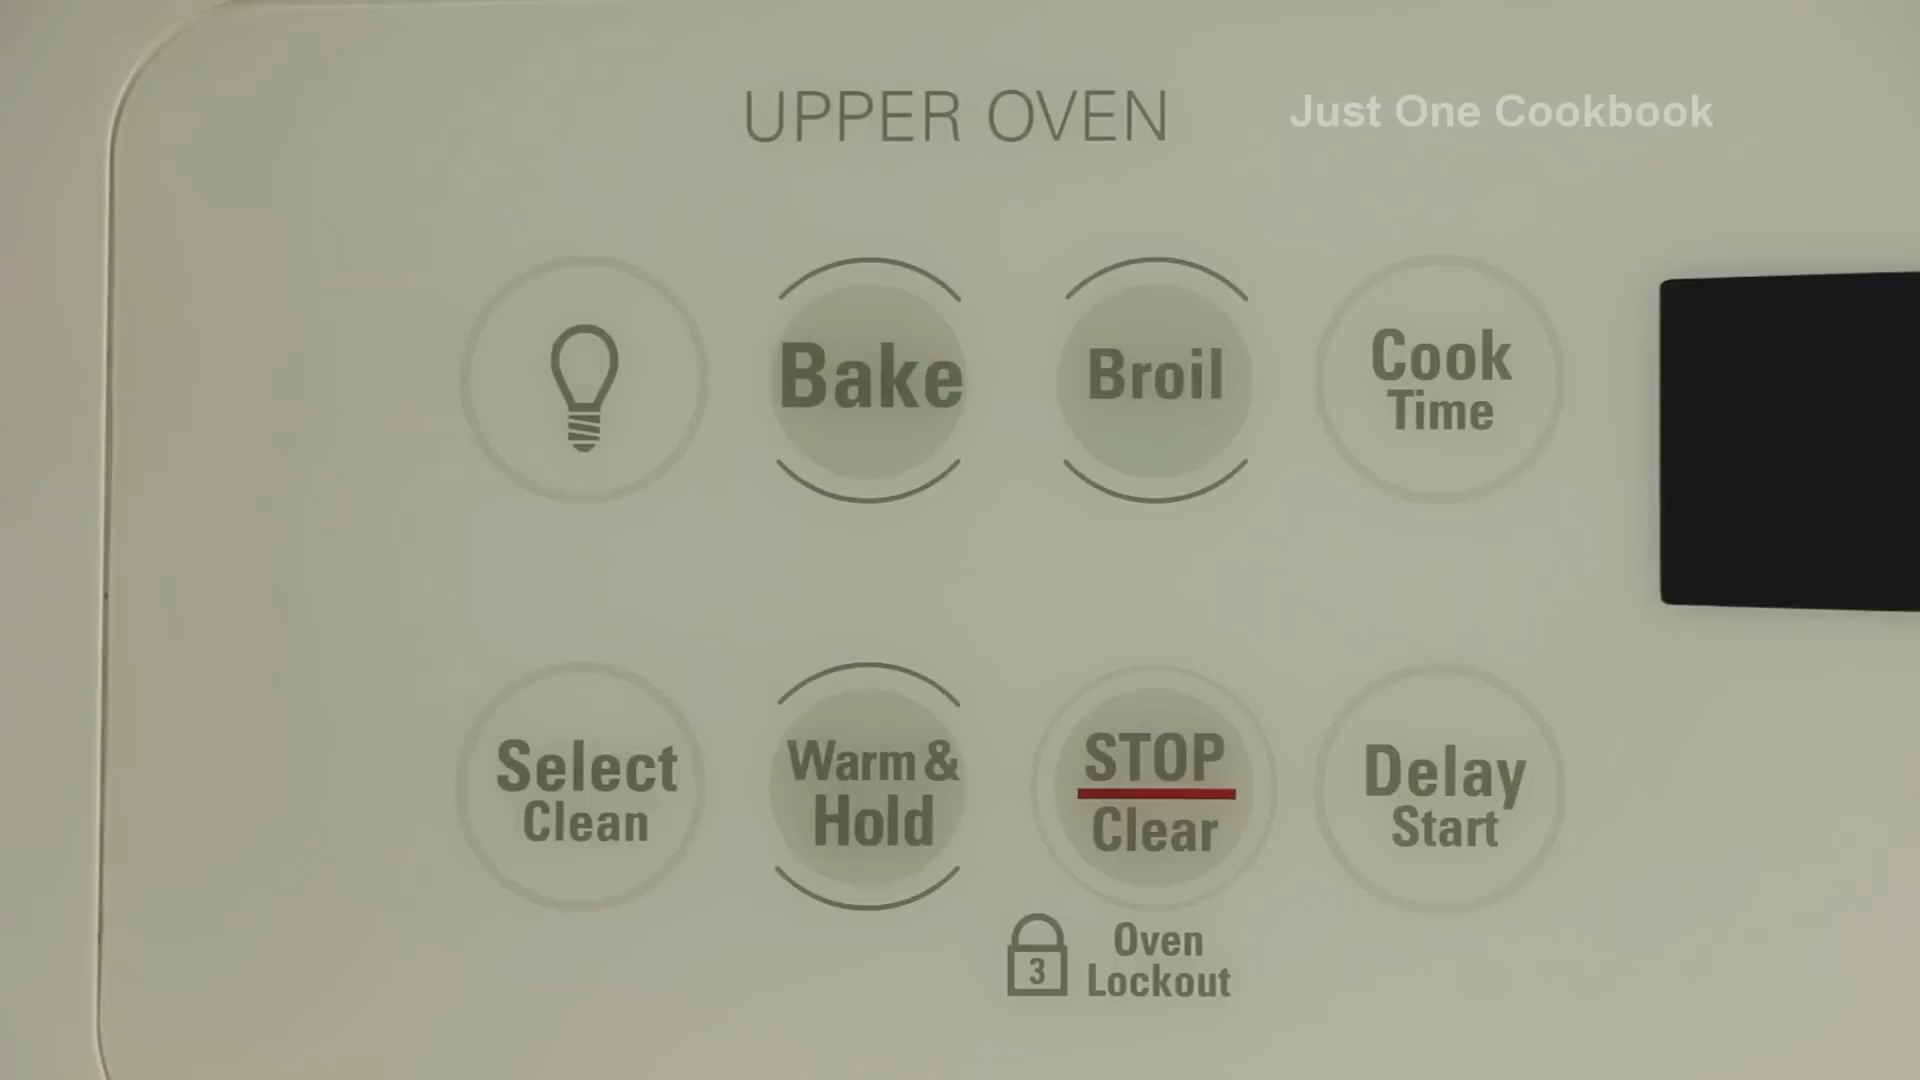 UPPER OVEN
Just One Cookbook
Bake
Broil
Cook
Time
Select
Clean
Warm &
Hold
STOP
Clear
Delay
Start
3
Oven
Lockout